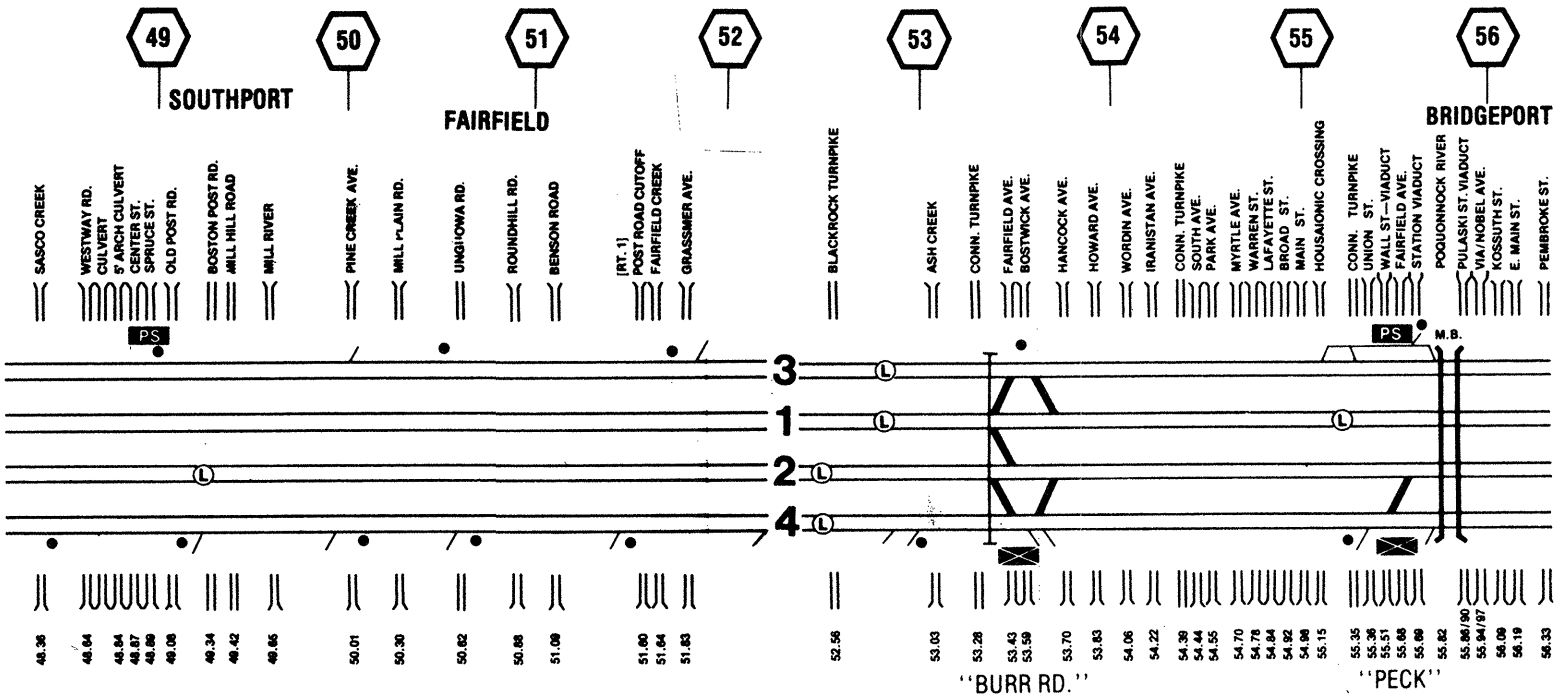 49
50
51
52
53
54
55
56
SOUTHPORT
FAIRFIELD
BRIDGEPORT
SASCO CREEK
WESTWAY RD.
CULVERT
5' ARCH CULVERT
CENTER ST.
SPRUCE ST.
OLD POST RD.
BOSTON POST RD.
MILL HILL ROAD
MILL RIVER
PINE CREEK AVE.
MILL PLAIN RD.
UNQUOWA RD.
ROUNDHILL RD.
BENSON ROAD
[RT. 1]
POST ROAD CUTOFF
FAIRFIELD CREEK
GRASSMER AVE.
BLACKROCK TURNPIKE
ASH CREEK
CONN. TURNPIKE
FAIRFIELD AVE.
BOSTWICK AVE.
HANCOCK AVE.
HOWARD AVE.
WORDIN AVE.
IRANISTAN AVE.
CONN. TURNPIKE
SOUTH AVE.
PARK AVE.
MYRTLE AVE.
WARREN ST.
LAFAYETTE ST.
BROAD ST.
MAIN ST.
HOUSAIONIC CROSSING
CONN. TURNPIKE
UNION ST.
WALL ST—VIADUCT
FAIRFIELD AVE.
STATION VIADUCT
POQUONNOCK RIVER
PULASKI ST. VIADUCT
VIA/NOBEL AVE.
KOSSUTH ST.
E. MAIN ST.
PEMBROKE ST.
PS
PS
M.B.
3
L
1
L
L
2
L
L
4
L
48.36
48.64
48.84
48.87
48.89
49.08
49.34
49.42
49.65
50.01
50.30
50.62
50.88
51.09
51.60
51.64
51.83
52.56
53.03
53.28
53.43
53.59
53.70
53.83
54.06
54.22
54.39
54.44
54.55
54.70
54.78
54.84
54.92
54.98
55.15
55.35
55.36
55.51
55.68
55.69
55.82
55.86/90
55.94/97
56.09
56.19
56.33
"BURR RD."
"PECK"